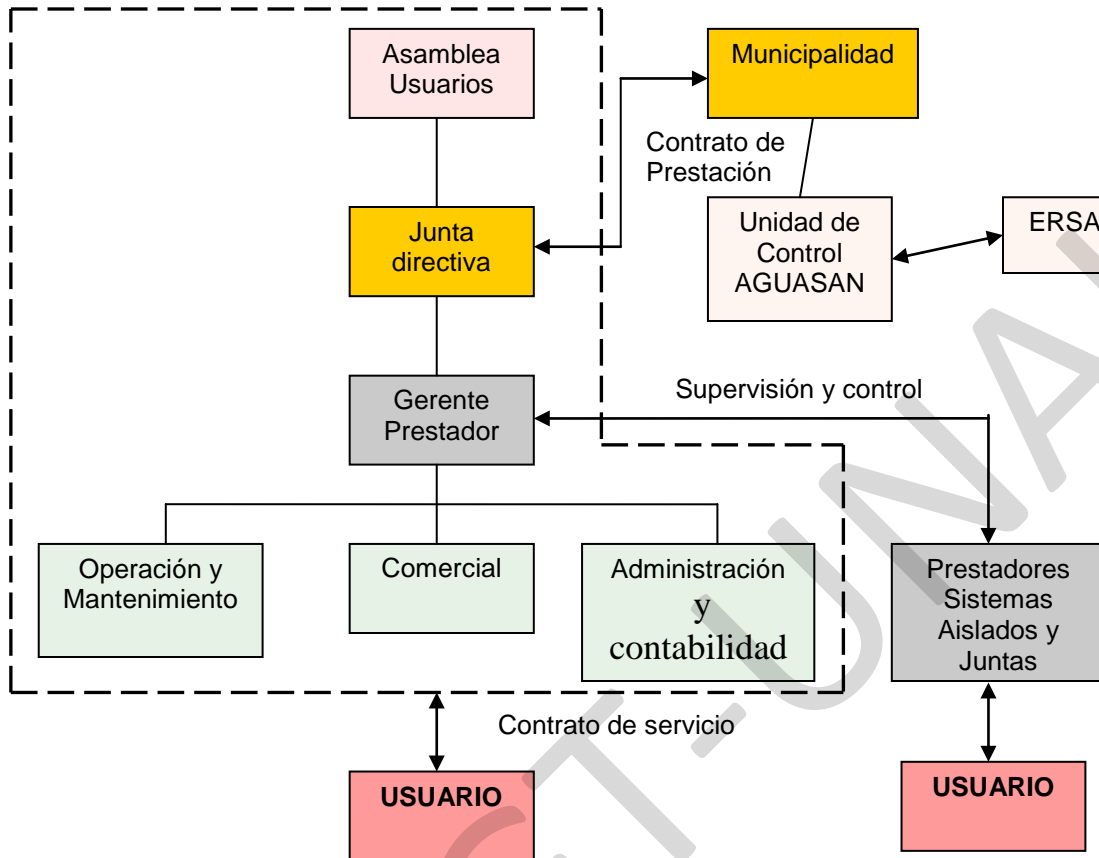 Asamblea
Usuarios
Municipalidad
Contrato de
Prestación
Junta
directiva
Unidad de
Control
AGUASAN
ERSA
Gerente
Prestador
Supervisión y control
Operación y
Mantenimiento
Comercial
Administración
y
contabilidad
Prestadores
Sistemas
Aislados y
Juntas
Contrato de servicio
USUARIO
USUARIO